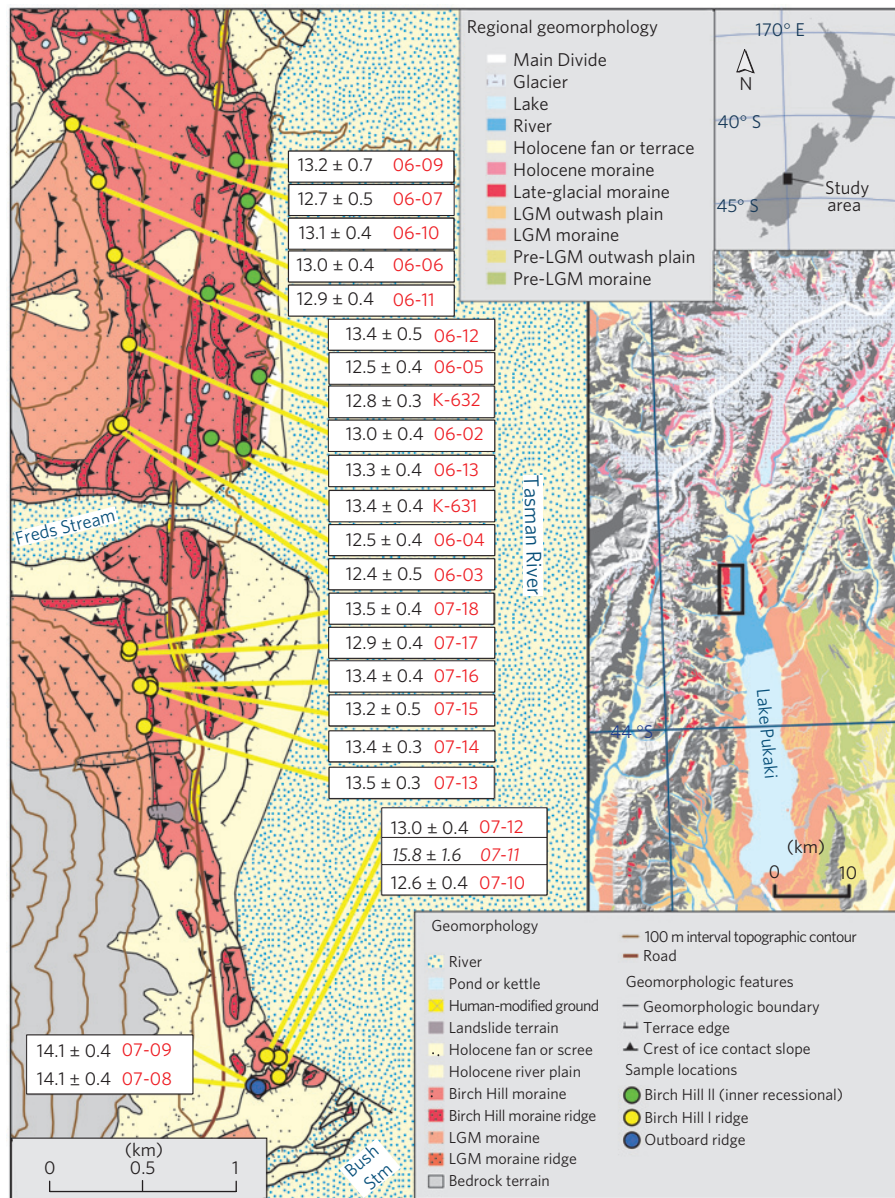 Regional geomorphology
Main Divide
Glacier
Lake
River
Holocene fan or terrace
Holocene moraine
Late-glacial moraine
LGM outwash plain
LGM moraine
Pre-LGM outwash plain
Pre-LGM moraine
170° E
N
40° S
45° S
Study
area
13.2 ± 0.7 06-09
12.7 ± 0.5 06-07
13.1 ± 0.4 06-10
13.0 ± 0.4 06-06
12.9 ± 0.4 06-11
13.4 ± 0.5 06-12
12.5 ± 0.4 06-05
12.8 ± 0.3 K-632
13.0 ± 0.4 06-02
13.3 ± 0.4 06-13
13.4 ± 0.4 K-631
12.5 ± 0.4 06-04
12.4 ± 0.5 06-03
13.5 ± 0.4 07-18
12.9 ± 0.4 07-17
13.4 ± 0.4 07-16
13.2 ± 0.5 07-15
13.4 ± 0.3 07-14
13.5 ± 0.3 07-13
13.0 ± 0.4 07-12
15.8 ± 1.6 07-11
12.6 ± 0.4 07-10
14.1 ± 0.4 07-09
14.1 ± 0.4 07-08
Freds Stream
Tasman River
Bush
Stm
44 °S
Lake Pukaki
(km)
0 10
(km)
0 0.5 1
Geomorphology
River
Pond or kettle
Human-modified ground
Landslide terrain
Holocene fan or scree
Holocene river plain
Birch Hill moraine
Birch Hill moraine ridge
LGM moraine
LGM moraine ridge
Bedrock terrain
100 m interval topographic contour
Road
Geomorphologic features
Geomorphologic boundary
Terrace edge
Crest of ice contact slope
Sample locations
Birch Hill II (inner recessional)
Birch Hill I ridge
Outboard ridge